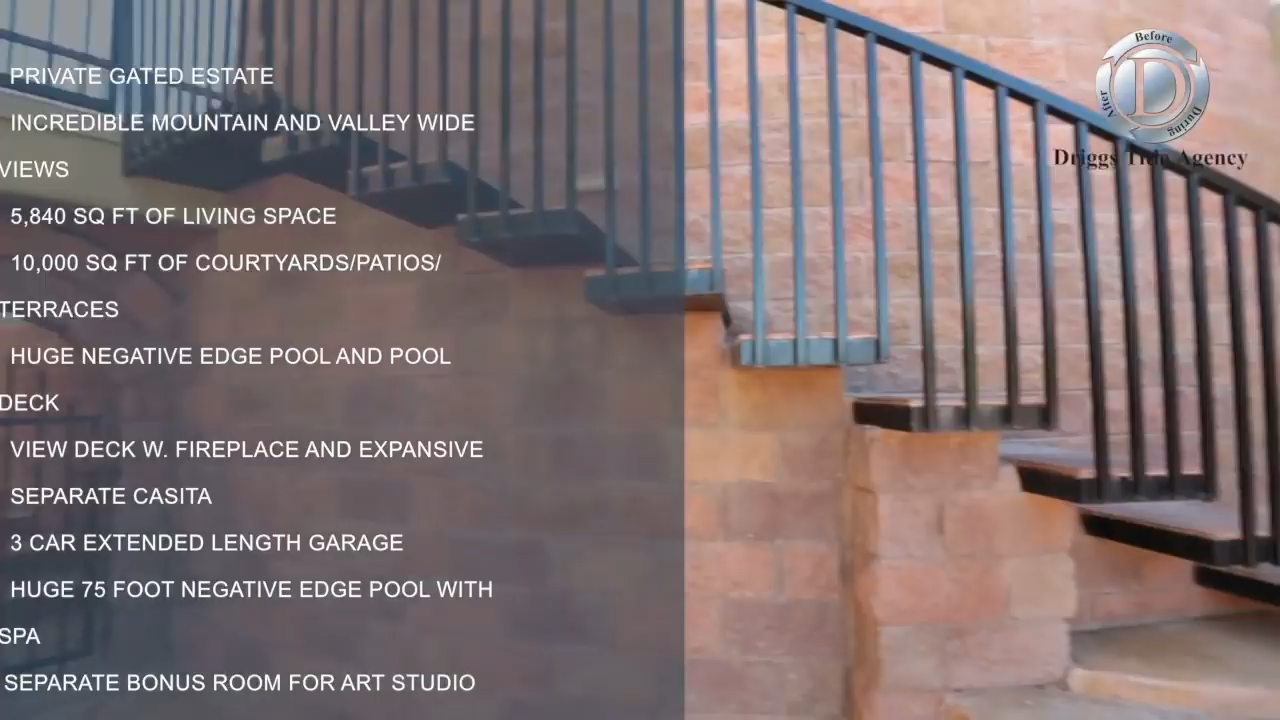 PRIVATE GATED ESTATE
INCREDIBLE MOUNTAIN AND VALLEY WIDE
VIEWS
5,840 SQ FT OF LIVING SPACE
10,000 SQ FT OF COURTYARDS/PATIOS/
TERRACES
HUGE NEGATIVE EDGE POOL AND POOL
DECK
VIEW DECK W. FIREPLACE AND EXPANSIVE
SEPARATE CASITA
3 CAR EXTENDED LENGTH GARAGE
HUGE 75 FOOT NEGATIVE EDGE POOL WITH
SPA
SEPARATE BONUS ROOM FOR ART STUDIO
Before
During
After
D
Driggs Title Agency